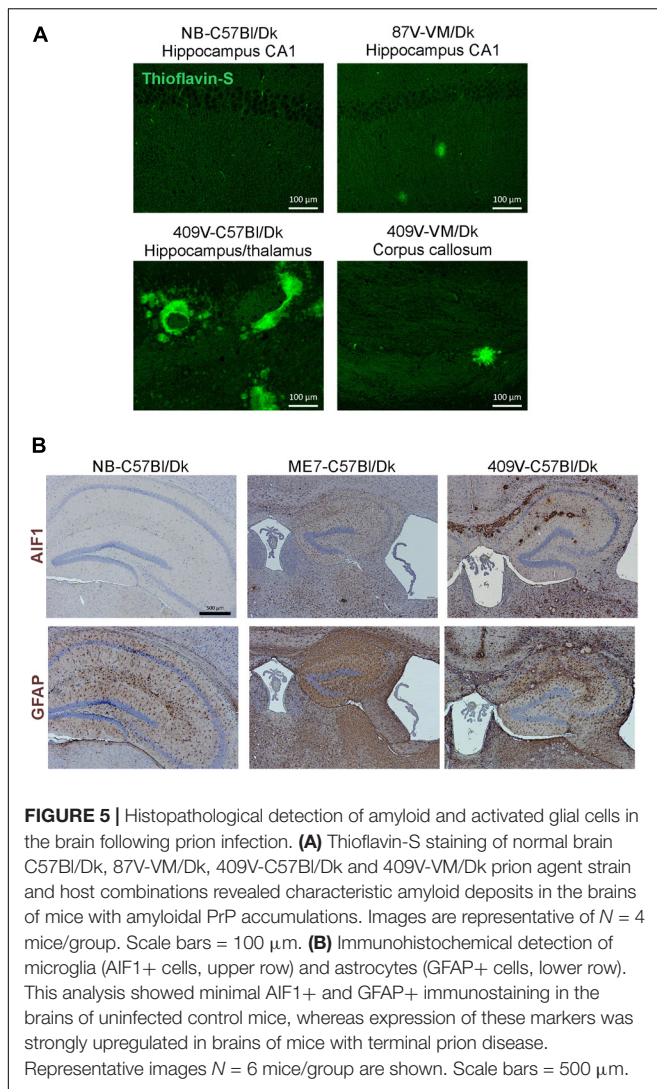 A
NB-C57Bl/Dk
Hippocampus CA1
87V-VM/Dk
Hippocampus CA1
Thioflavin-S
100 µm
100 µm
409V-C57Bl/Dk
Hippocampus/thalamus
409V-VM/Dk
Corpus callosum
100 µm
100 µm
B
NB-C57Bl/Dk
ME7-C57Bl/Dk
409V-C57Bl/Dk
AIF1
500 µm
GFAP
FIGURE 5 | Histopathological detection of amyloid and activated glial cells in
the brain following prion infection. (A) Thioflavin-S staining of normal brain
C57Bl/Dk, 87V-VM/Dk, 409V-C57Bl/Dk and 409V-VM/Dk prion agent strain
and host combinations revealed characteristic amyloid deposits in the brains
of mice with amyloidal PrP accumulations. Images are representative of N = 4
mice/group. Scale bars = 100 µm. (B) Immunohistochemical detection of
microglia (AIF1+ cells, upper row) and astrocytes (GFAP+ cells, lower row).
This analysis showed minimal AIF1+ and GFAP+ immunostaining in the
brains of uninfected control mice, whereas expression of these markers was
strongly upregulated in brains of mice with terminal prion disease.
Representative images N = 6 mice/group are shown. Scale bars = 500 µm.